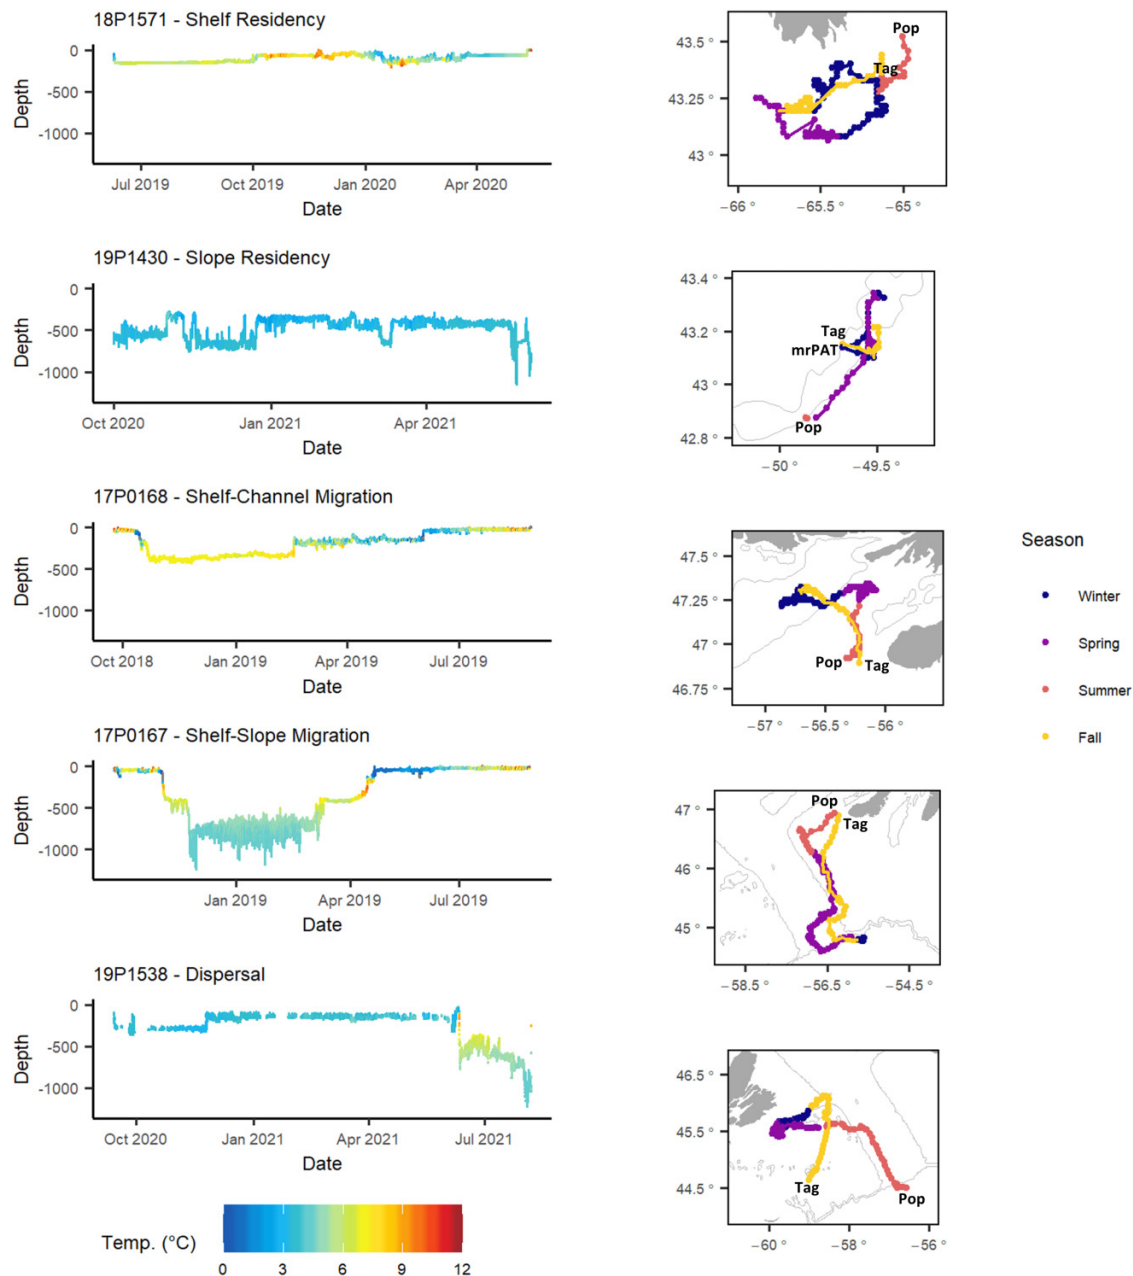 18P1571 - Shelf Residency
0
-500
-1000
Depth
Jul 2019 Oct 2019 Jan 2020 Apr 2020
Date
Pop
Tag
43.5 °
43.25 °
43 °
−66 ° −65.5 ° −65 °
19P1430 - Slope Residency
0
-500
-1000
Depth
Oct 2020 Jan 2021 Apr 2021
Date
43.4 °
43.2 °
43 °
42.8 °
Tag
mrPAT
Pop
−50 ° −49.5 °
17P0168 - Shelf-Channel Migration
0
-500
-1000
Depth
Oct 2018 Jan 2019 Apr 2019 Jul 2019
Date
47.5 °
47.25 °
47 °
46.75 °
Pop Tag
−57 ° −56.5 ° −56 °
Season
Winter
Spring
Summer
Fall
17P0167 - Shelf-Slope Migration
0
-500
-1000
Depth
Jan 2019 Apr 2019 Jul 2019
Date
47 °
46 °
45 °
Pop
Tag
−58.5 ° −56.5 ° −54.5 °
19P1538 - Dispersal
0
-500
-1000
Depth
Oct 2020 Jan 2021 Apr 2021 Jul 2021
Date
46.5 °
45.5 °
44.5 °
Tag
Pop
−60 ° −58 ° −56 °
Temp. (°C)
0 3 6 9 12